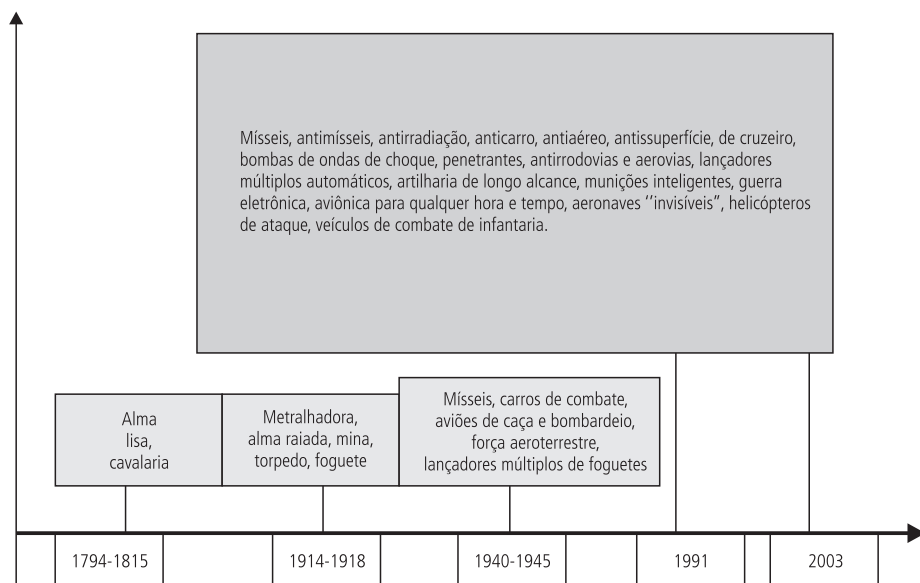 Mísseis, antimísseis, antirradiação, anticarro, antiaéreo, antissuperfície, de cruzeiro,
bombas de ondas de choque, penetrantes, antirrodovias e aerovias, lançadores
múltiplos automáticos, artilharia de longo alcance, munições inteligentes, guerra
eletrônica, aviônica para qualquer hora e tempo, aeronaves ‘‘invisíveis”, helicópteros
de ataque, veículos de combate de infantaria.
Alma
lisa,
cavalaria
Metralhadora,
alma raiada, mina,
torpedo, foguete
Mísseis, carros de combate,
aviões de caça e bombardeio,
força aeroterrestre,
lançadores múltiplos de foguetes
1794-1815
1914-1918
1940-1945
1991
2003